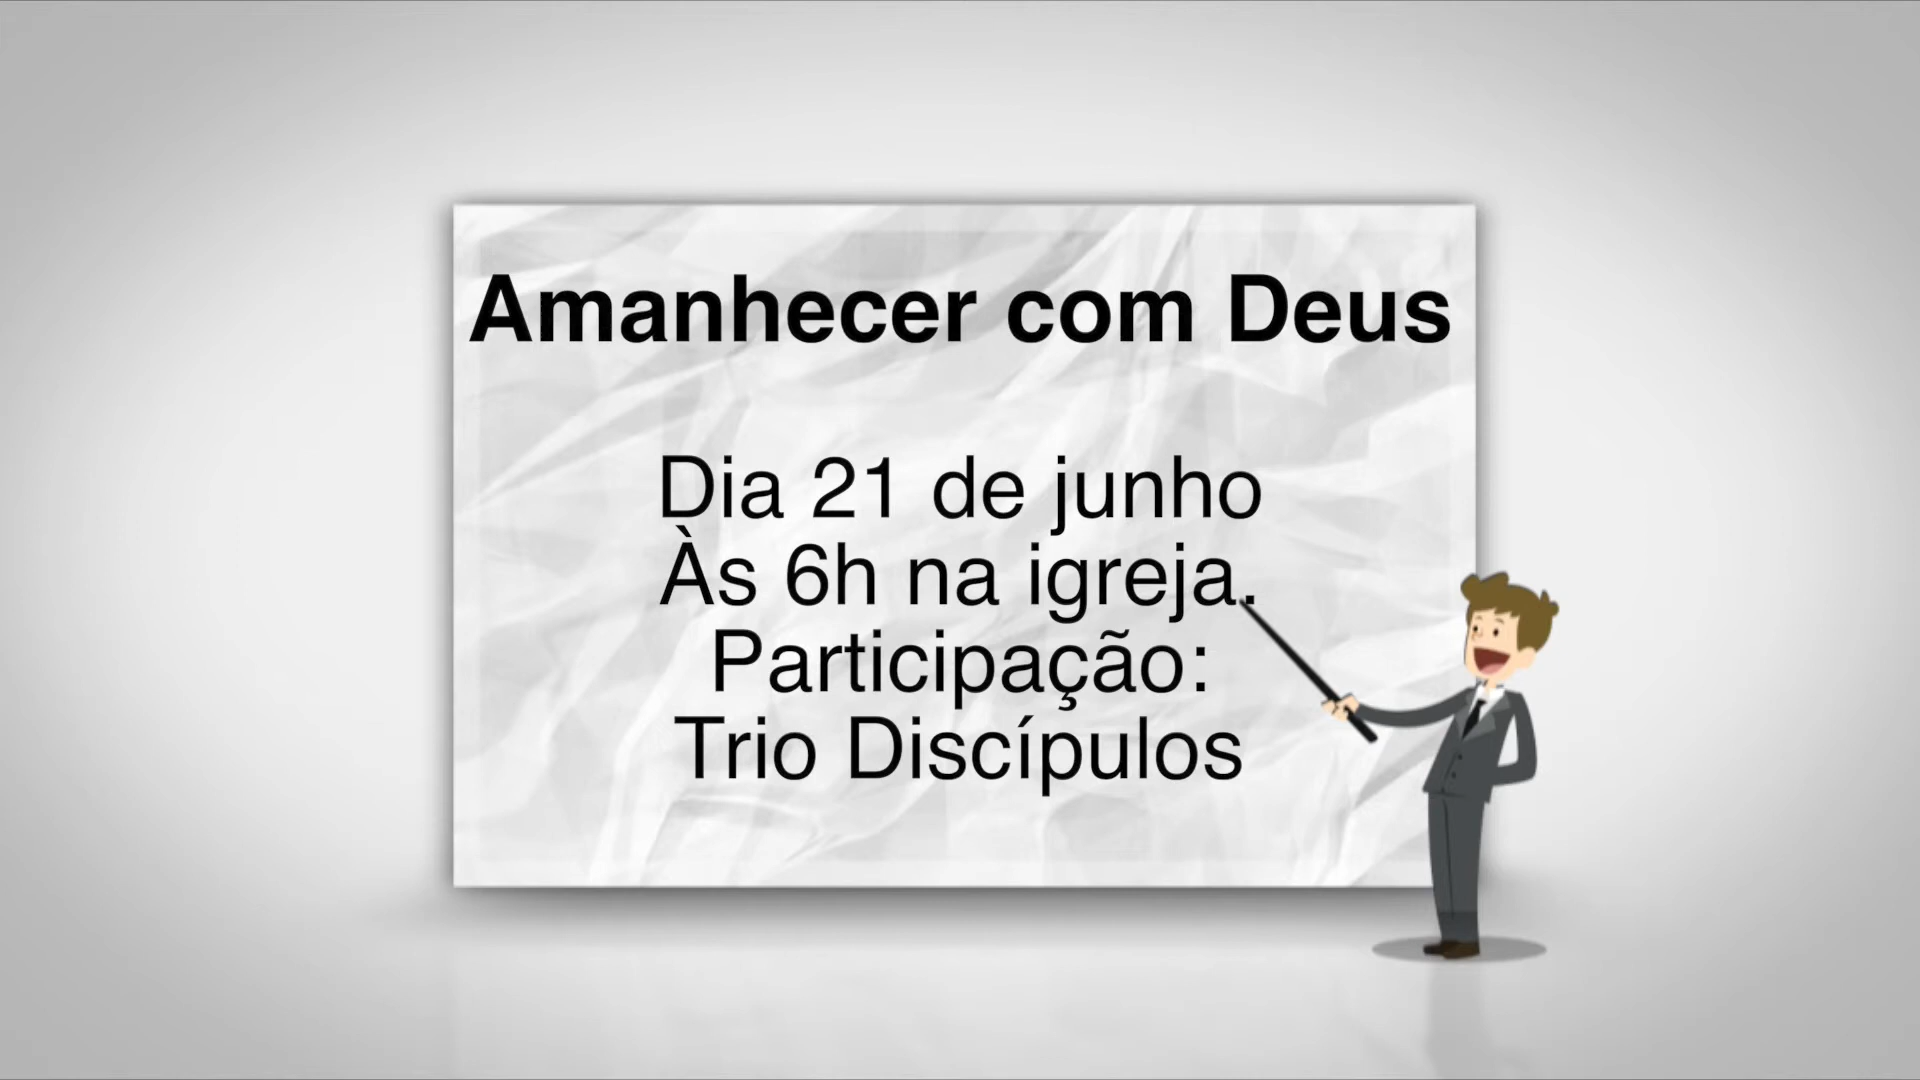 Amanhecer com Deus
Dia 21 de junho
Às 6h na igreja.
Participação:
Trio Discípulos